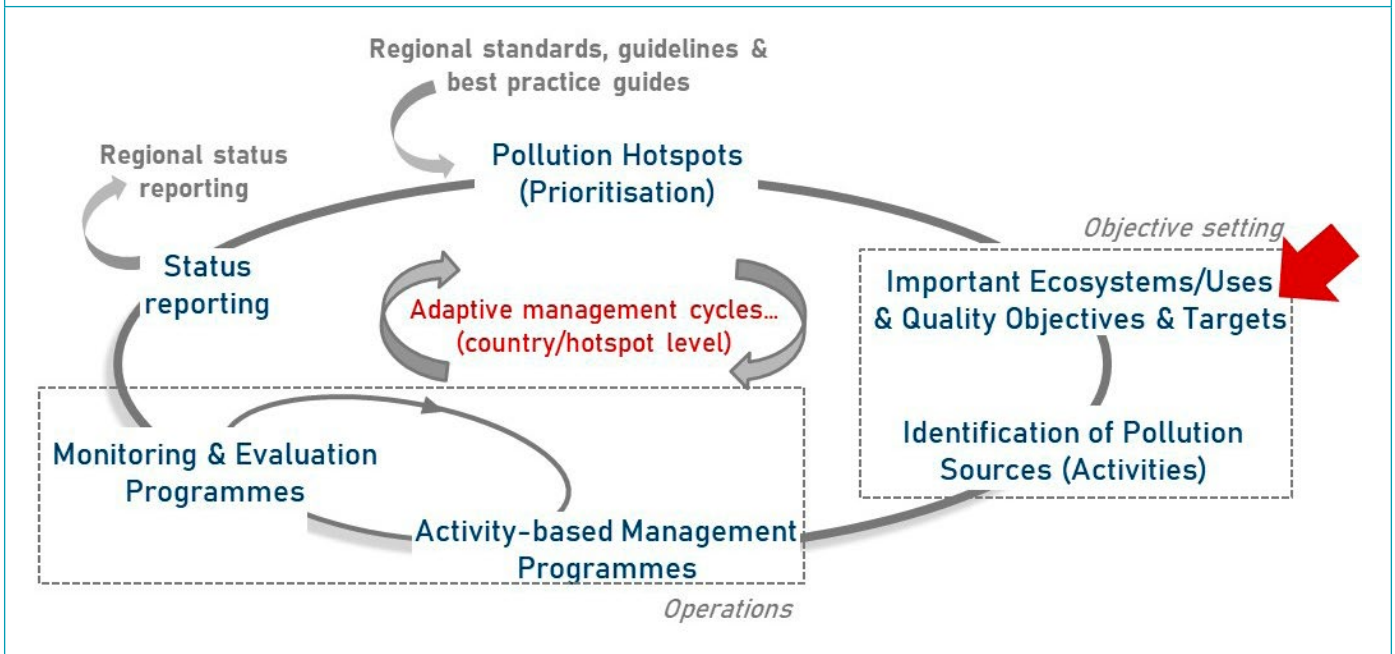 Regional standards, guidelines &
best practice guides
Regional status
reporting
Pollution Hotspots
(Prioritisation)
Objective setting
Status
reporting
Important Ecosystems/Uses
& Quality Objectives & Targets
Adaptive management cycles...
(country/hotspot level)
Identification of Pollution
Sources (Activities)
Monitoring & Evaluation
Programmes
Activity-based Management
Programmes
Operations